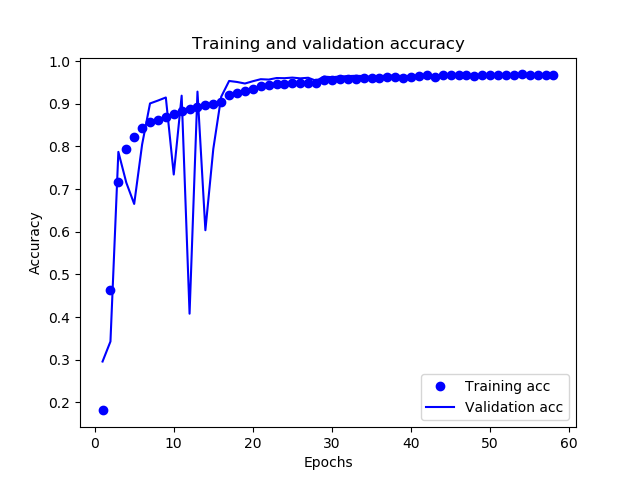 Training and validation accuracy
1.0
0.9
0.8
0.7
0.6
0.5
0.4
0.3
0.2
Accuracy
Training acc
Validation acc
0 10 20 30 40 50 60
Epochs